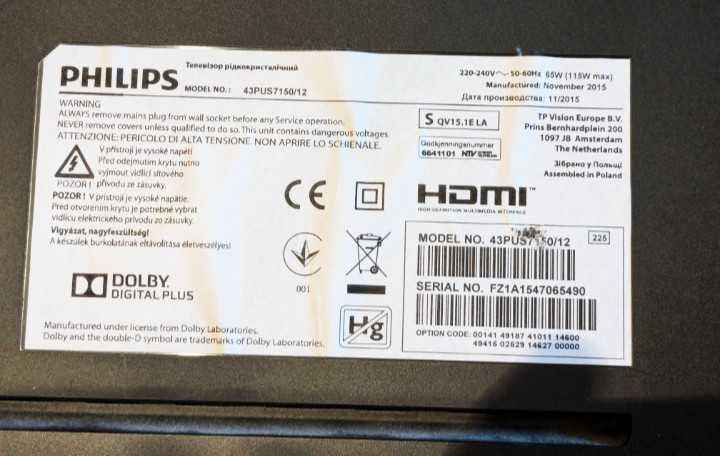 PHILIPS
Телевізор рідкокристалічний
MODEL NO. : 43PUS7150/12
220-240V ~ 50-60Hz 65W (115W max)
Manufactured: November 2015
Дата производства: 11/2015
WARNING
ALWAYS remove mains plug from wall socket before any Service operation.
NEVER remove covers unless qualified to do so. This unit contains dangerous voltages.
ATTENZIONE: PERICOLO DI ALTA TENSIONE. NON APRIRE LO SCHIENALE.
V přístroji je vysoké napětí
Před odejmutím krytu nutno
vyjmout vidlici síťového
POZOR ! přívodu ze zásuvky.
POZOR ! V prístroji je vysoké napätie.
Pred otvorením krytu je potrebné vybrať
vidlicu elektrického prívodu zo zásuvky.
Vigyázat, nagyfeszültség!
A készülék burkolatának eltávolítása életveszélyes!
DOLBY
DIGITAL PLUS
Manufactured under license from Dolby Laboratories.
Dolby and the double-D symbol are trademarks of Dolby Laboratories.
CE
001
Hg
S QV15.1E LA
Godkjenningsnummer
6641101 NTV
TP Vision Europe B.V.
Prins Bernhardplein 200
1097 JB Amsterdam
The Netherlands
Зібрано у Польщі
Assembled in Poland
HDMI™
HIGH-DEFINITION MULTIMEDIA INTERFACE
MODEL NO. 43PUS7150/12
225
SERIAL NO. FZ1A1547065490
OPTION CODE: 00141 49187 41011 14600
49416 02629 14627 00000